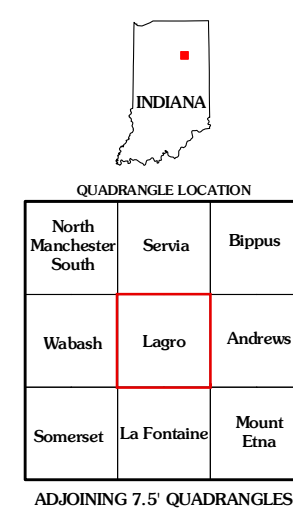 INDIANA
QUADRANGLE LOCATION
North
Manchester
South
Servia
Bippus
Wabash
Lagro
Andrews
Somerset
La Fontaine
Mount
Etna
ADJOINING 7.5' QUADRANGLES